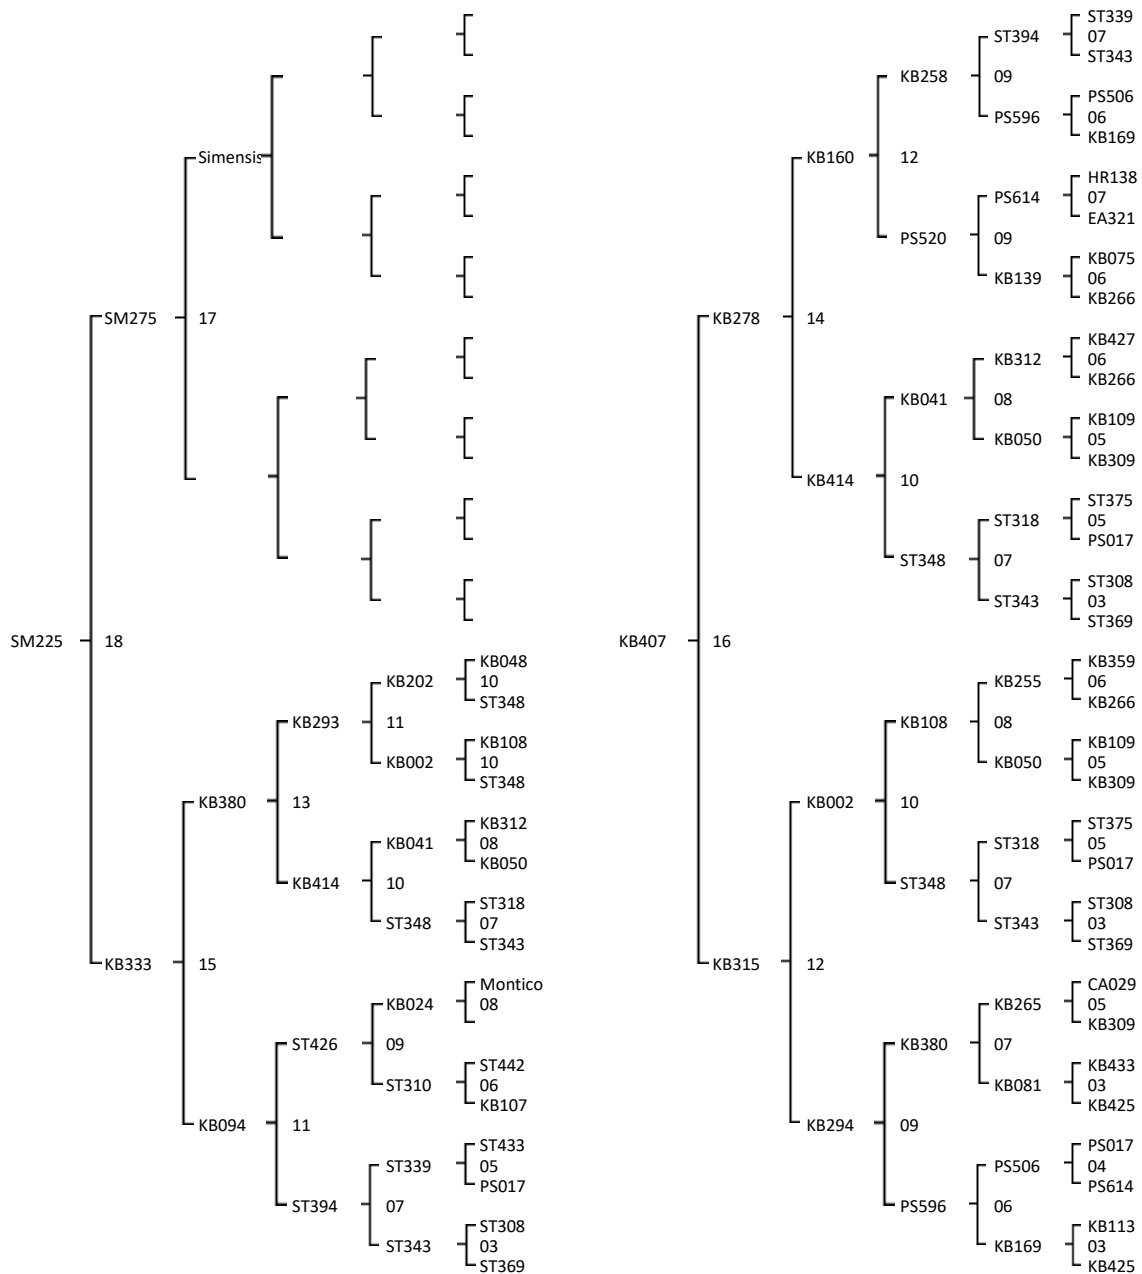 Simensis
SM275
17
SM225
18
KB048
KB202
10
ST348
KB293
11
KB108
KB002
10
ST348
KB380
13
KB312
KB041
08
KB050
KB414
10
ST318
ST348
07
ST343
KB333
15
Montico
KB024
08
ST426
09
ST442
ST310
06
KB107
KB094
11
ST433
ST339
05
PS017
ST394
07
ST308
ST343
03
ST369
ST339
ST394
07
ST343
KB258
09
PS506
PS596
06
KB169
KB160
12
HR138
PS614
07
EA321
PS520
09
KB075
KB139
06
KB266
KB278
14
KB427
KB312
06
KB266
KB041
08
KB109
KB050
05
KB309
KB414
10
ST375
ST318
05
PS017
ST348
07
ST308
ST343
03
ST369
KB407
16
KB359
KB255
06
KB266
KB108
08
KB109
KB050
05
KB309
KB002
10
ST375
ST318
05
PS017
ST348
07
ST308
ST343
03
ST369
KB315
12
CA029
KB265
05
KB309
KB380
07
KB433
KB081
03
KB425
KB294
09
PS017
PS506
04
PS614
PS596
06
KB113
KB169
03
KB425